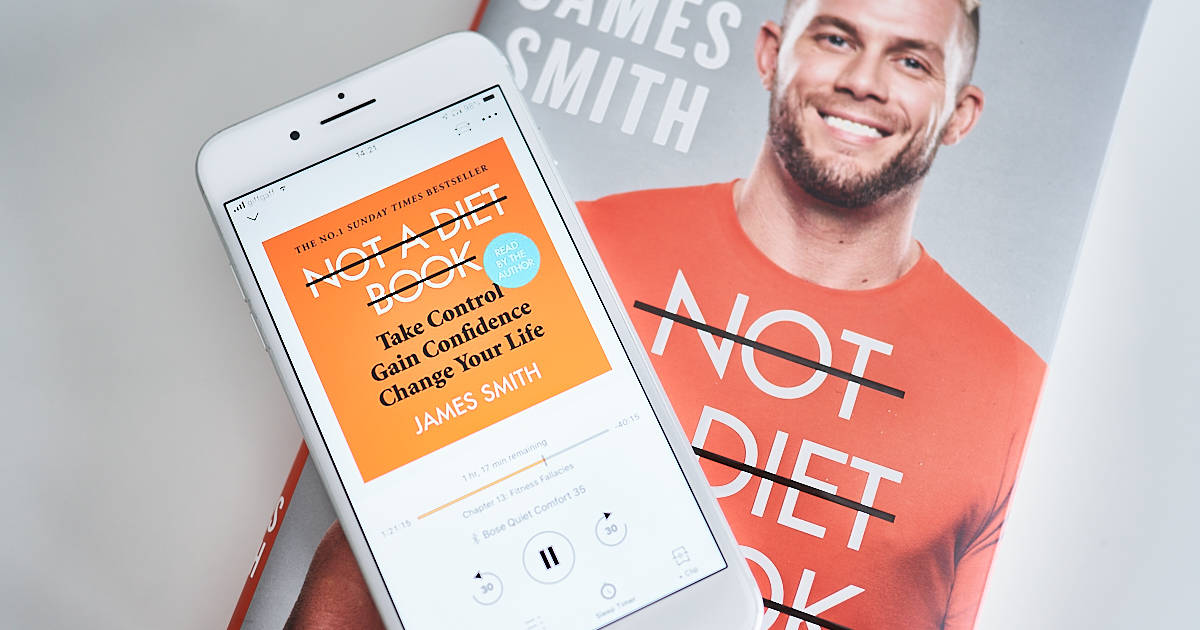 JAMES
SMITH
giffgaff
14:21
98%
THE NO.1 SUNDAY TIMES BESTSELLER
NOT A DIET
BOOK
READ
BY THE
AUTHOR
Take Control
Gain Confidence
Change Your Life
JAMES SMITH
1 hr, 17 min remaining
1:21:15
-40:15
Chapter 13: Fitness Fallacies
Bose Quiet Comfort 35
30
30
Sleep Timer
+ Clip
NOT
DIET
OK